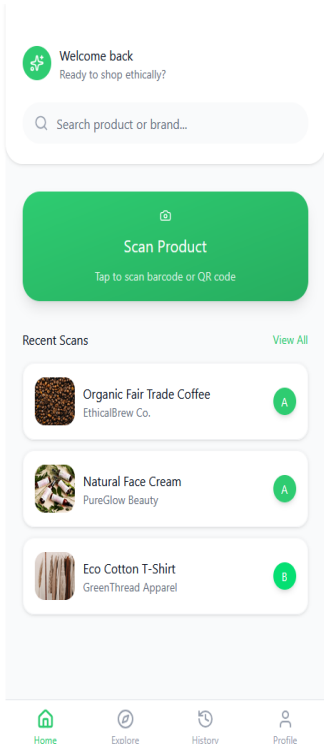 Welcome back
Ready to shop ethically?
Search product or brand...
Scan Product
Tap to scan barcode or QR code
Recent Scans
View All
Organic Fair Trade Coffee
EthicalBrew Co.
A
Natural Face Cream
PureGlow Beauty
A
Eco Cotton T-Shirt
GreenThread Apparel
B
Home
Explore
History
Profile